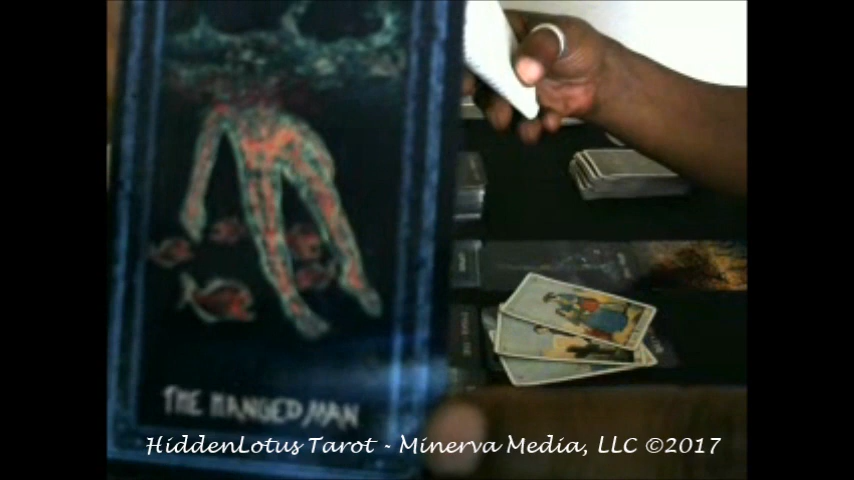 THE HANGED MAN
HiddenLotus Tarot - Minerva Media, LLC ©2017